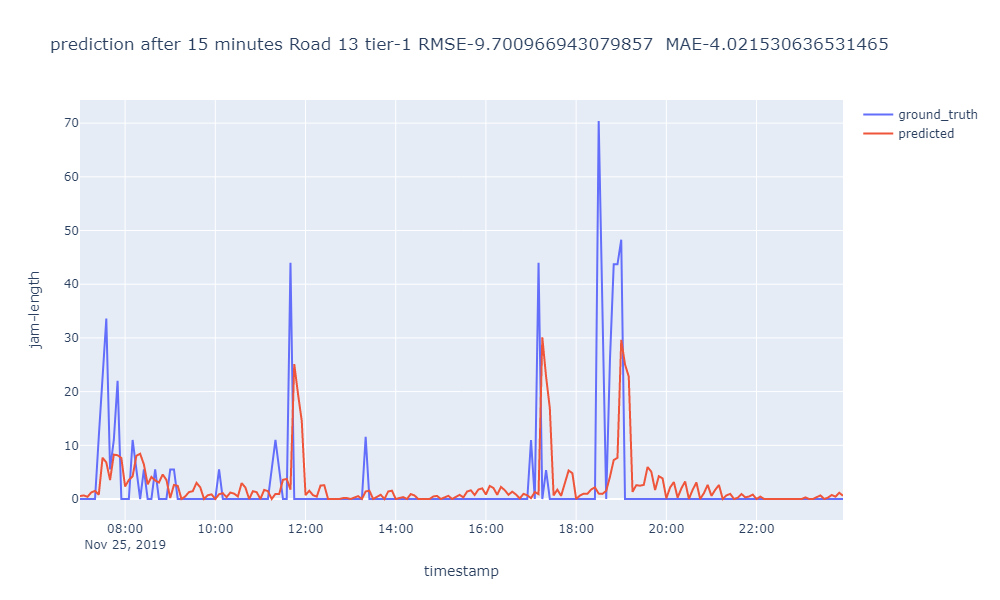 prediction after 15 minutes Road 13 tier-1 RMSE-9.700966943079857  MAE-4.021530636531465
ground_truth
predicted
70
60
50
40
30
20
10
0
jam-length
08:00 10:00 12:00 14:00 16:00 18:00 20:00 22:00
Nov 25, 2019
timestamp